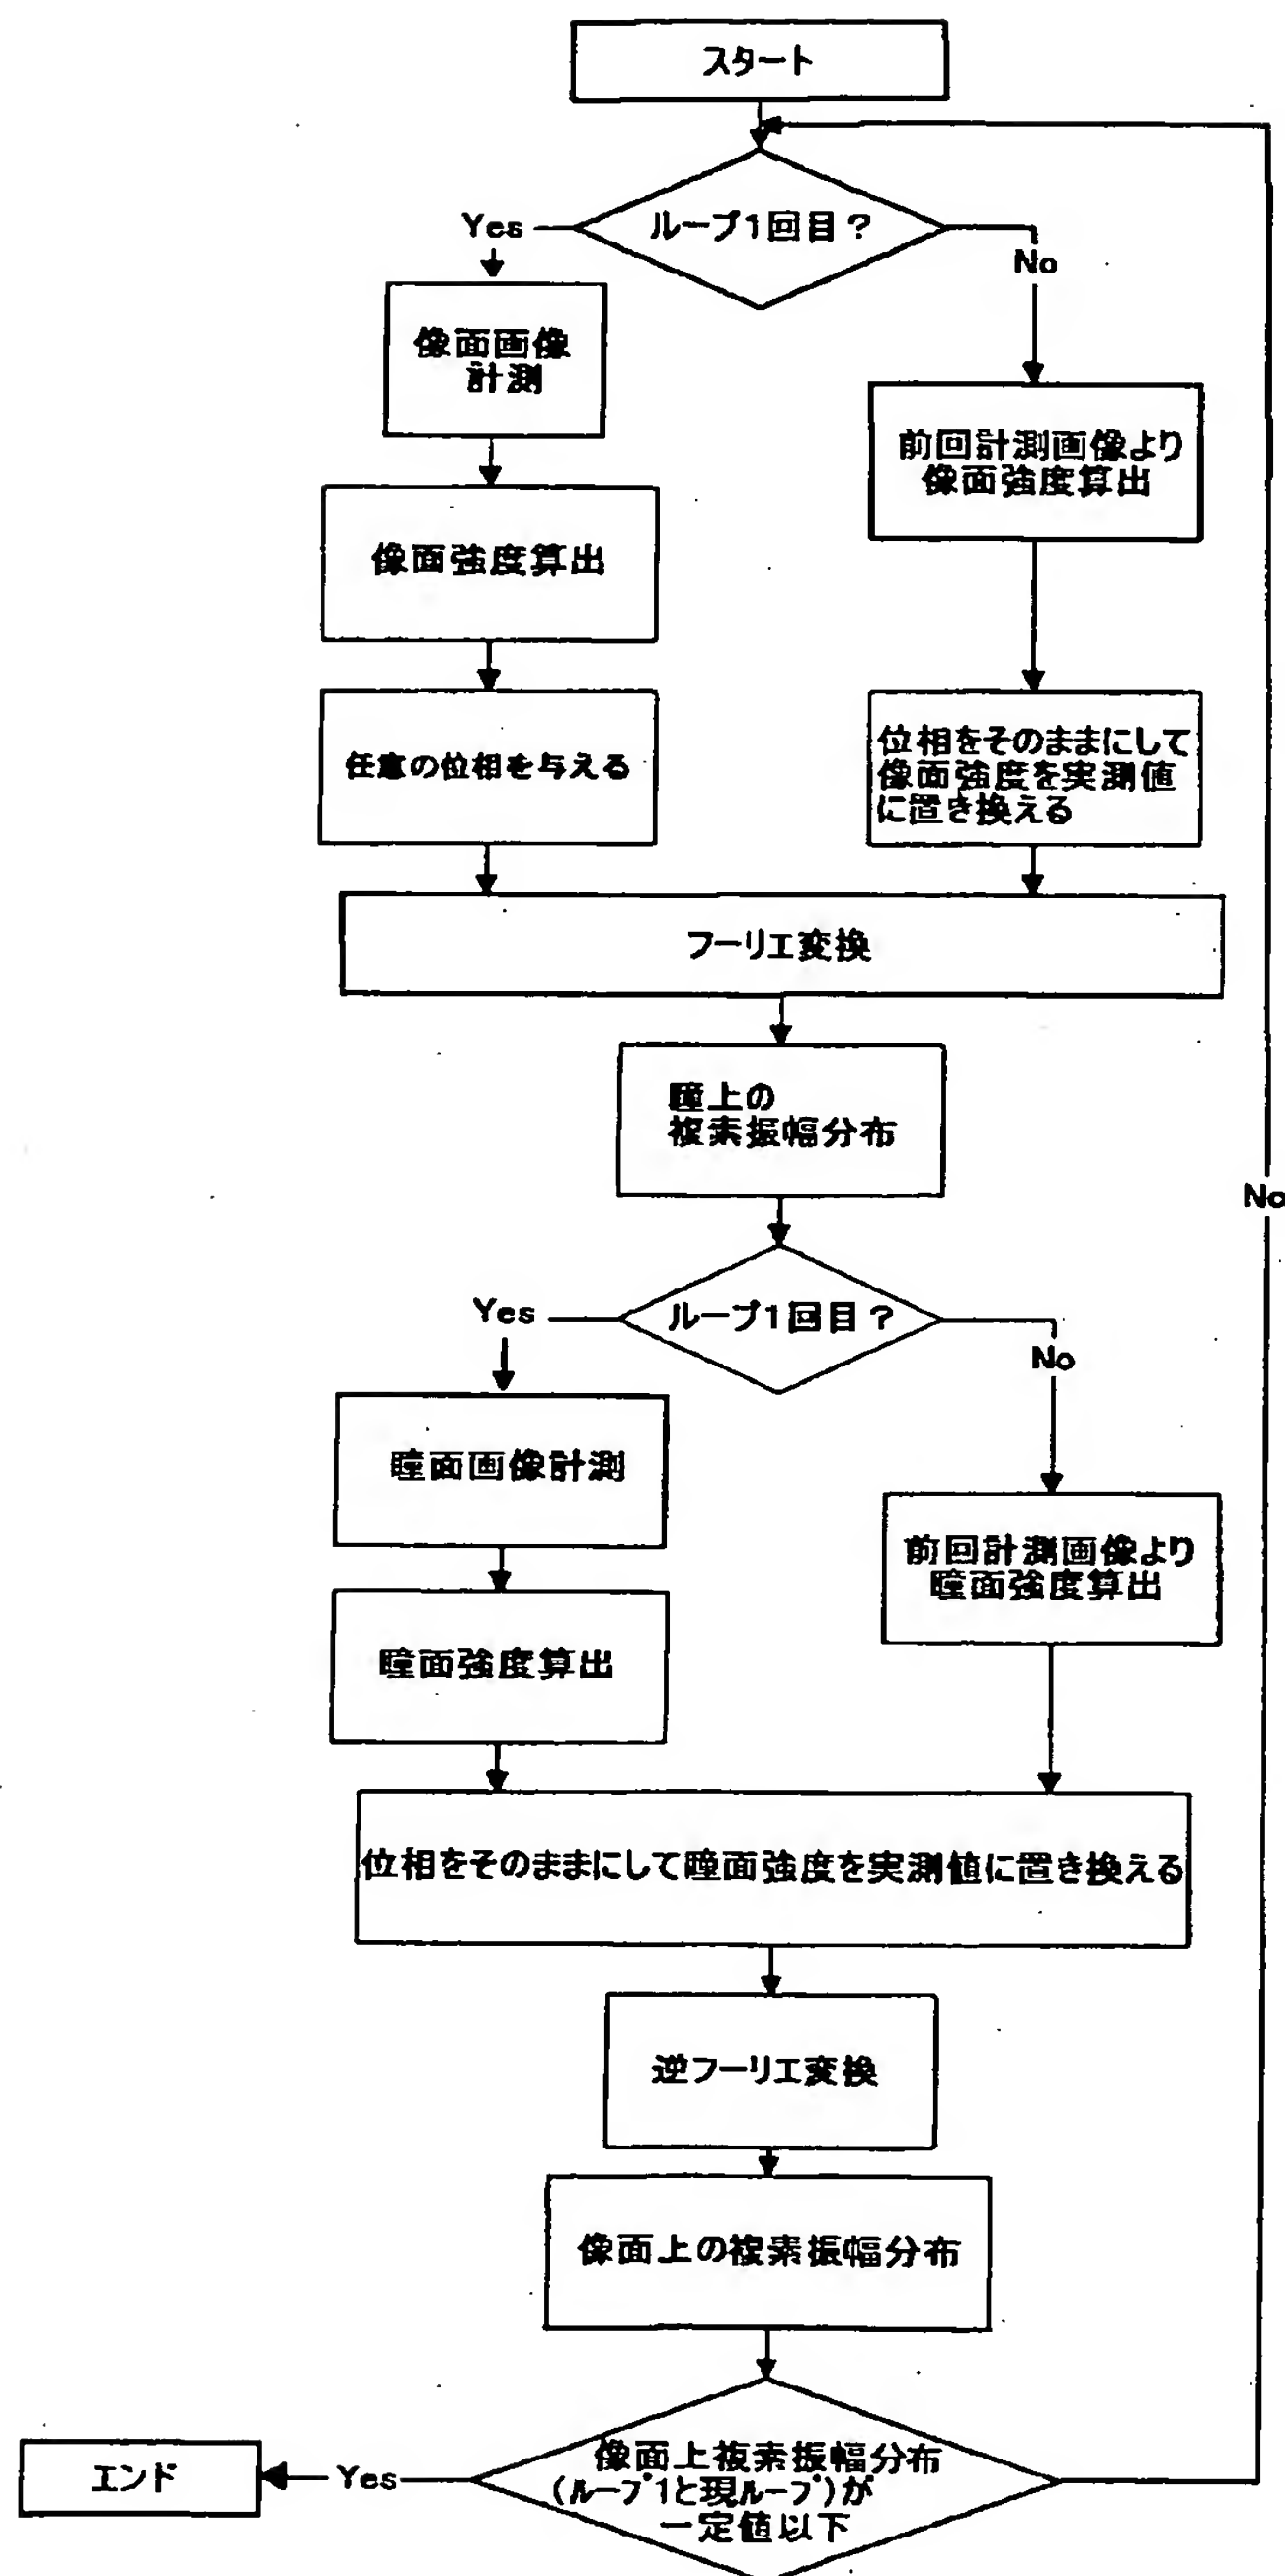 スタート
ループ1回目？
Yes
No
像面画像
計測
前回計測画像より
像面強度算出
像面強度算出
任意の位相を与える
位相をそのままにして
像面強度を実測値
に置き換える
フーリエ変換
瞳上の
複素振幅分布
No
ループ1回目？
Yes
No
瞳面画像計測
前回計測画像より
瞳面強度算出
瞳面強度算出
位相をそのままにして瞳面強度を実測値に置き換える
逆フーリエ変換
像面上の複素振幅分布
像面上複素振幅分布
(ループ1と現ループ)が
一定値以下
Yes
エンド